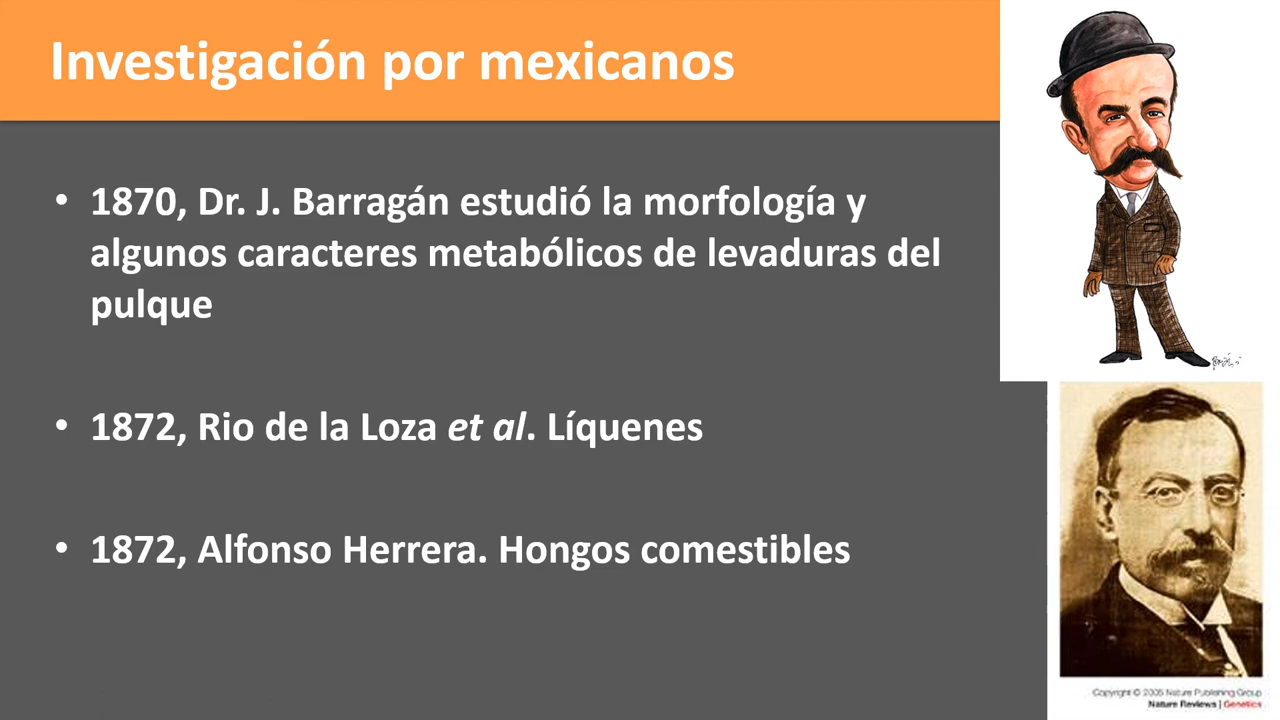 Investigación por mexicanos
• 1870, Dr. J. Barragán estudió la morfología y
algunos caracteres metabólicos de levaduras del
pulque
• 1872, Rio de la Loza et al. Líquenes
• 1872, Alfonso Herrera. Hongos comestibles
Copyright © 2005 Nature Publishing Group
Nature Reviews | Genetics